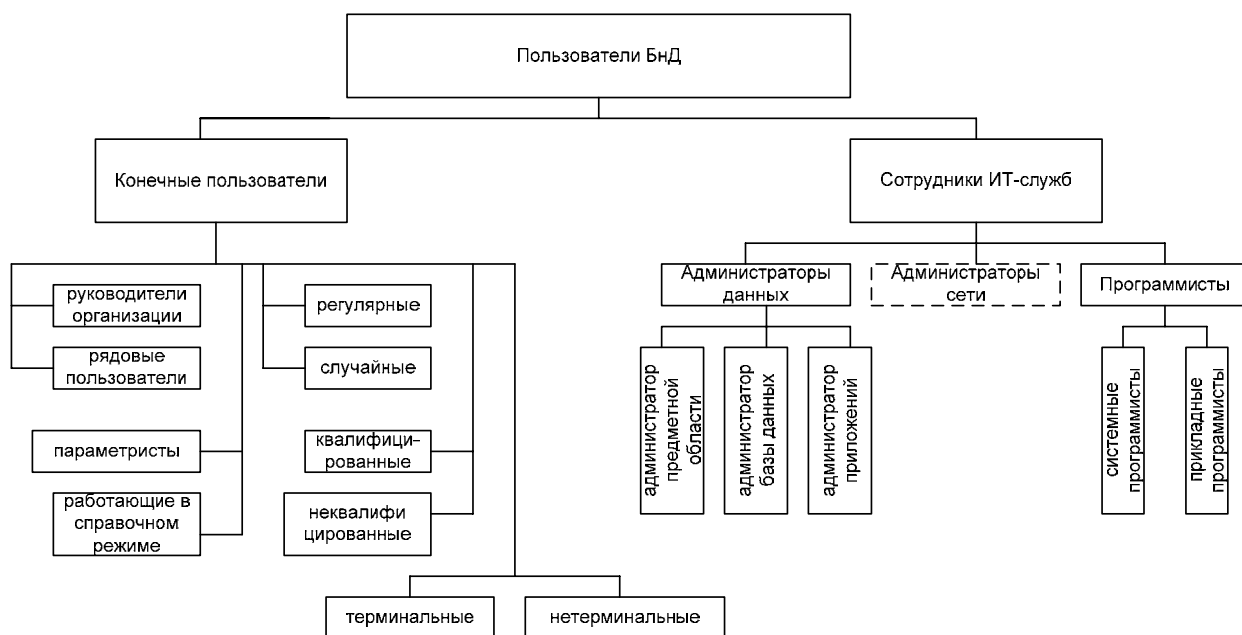 Пользователи БнД
Конечные пользователи
Сотрудники ИТ-служб
руководители
организации
рядовые
пользователи
параметристы
работающие в
справочном
режиме
регулярные
случайные
квалифици-
рованные
неквалифи
цированные
терминальные
нетерминальные
Администраторы
данных
Администраторы
сети
Программисты
администратор
предметной
области
администратор
базы данных
администратор
приложений
системные
программисты
прикладные
программисты